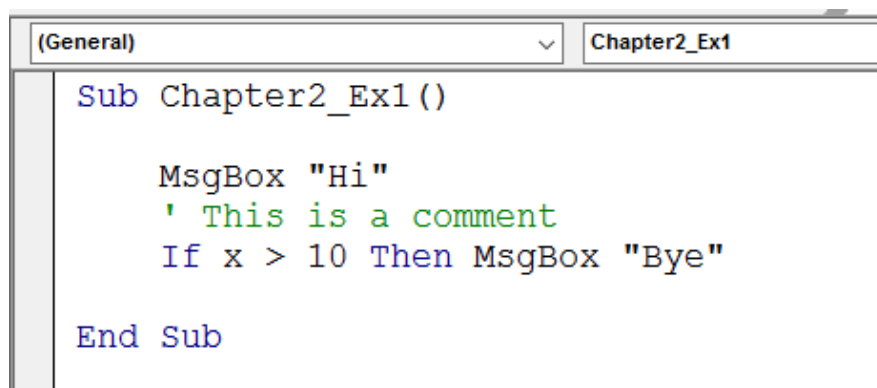 (General) Chapter2_Ex1
Sub Chapter2_Ex1()
MsgBox "Hi"
' This is a comment
If x > 10 Then MsgBox "Bye"
End Sub